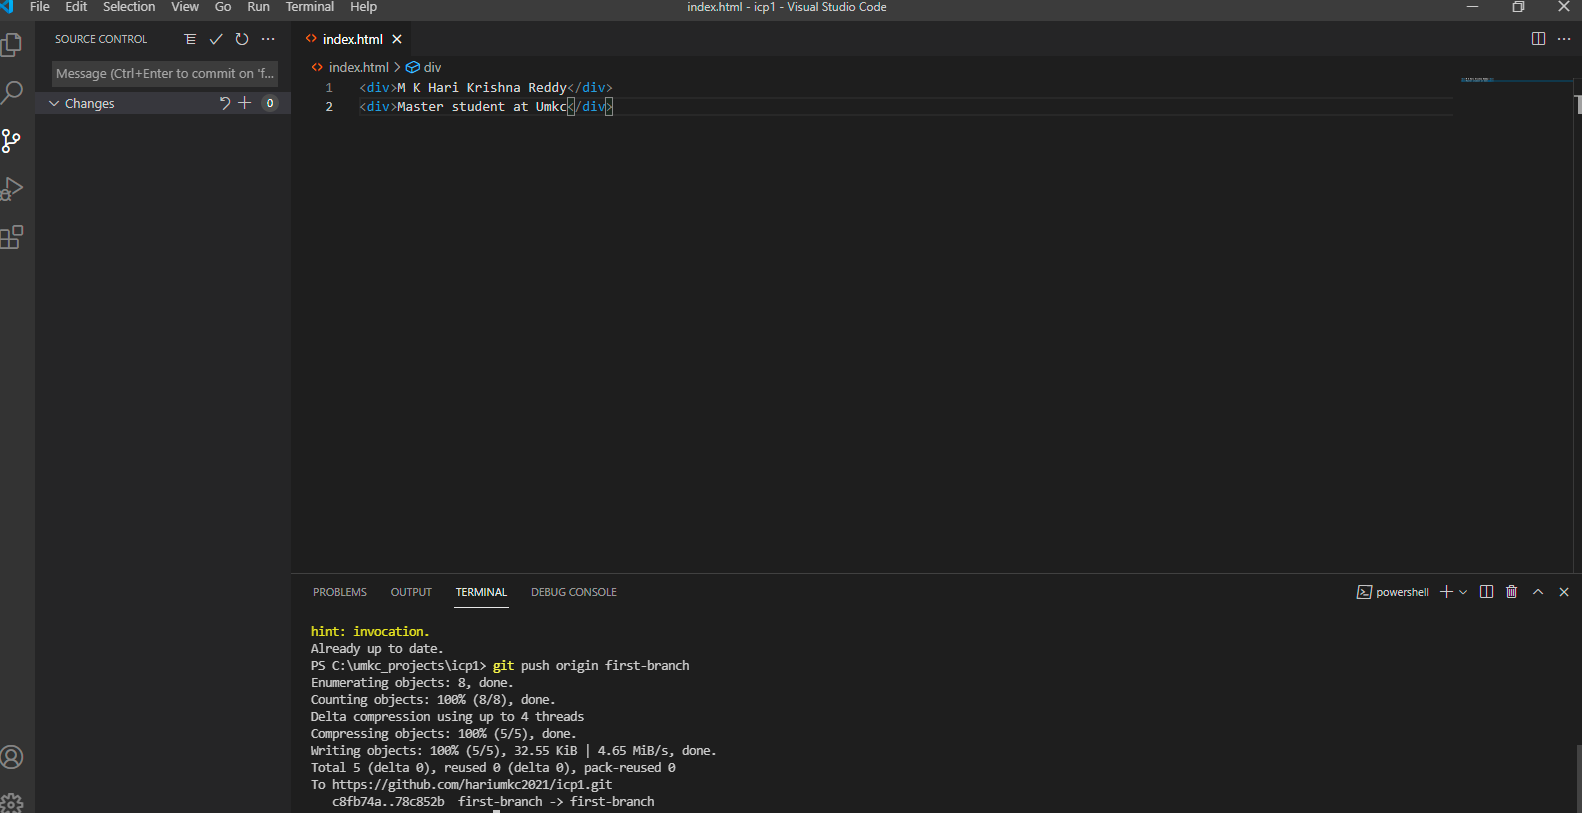 File Edit Selection View Go Run Terminal Help
index.html - icp1 - Visual Studio Code
SOURCE CONTROL
Message (Ctrl+Enter to commit on 'f...
Changes 0
index.html
index.html > div
1 <div>M K Hari Krishna Reddy</div>
2 <div>Master student at Umkc</div>
PROBLEMS OUTPUT TERMINAL DEBUG CONSOLE
powershell
hint: invocation.
Already up to date.
PS C:\umkc_projects\icp1> git push origin first-branch
Enumerating objects: 8, done.
Counting objects: 100% (8/8), done.
Delta compression using up to 4 threads
Compressing objects: 100% (5/5), done.
Writing objects: 100% (5/5), 32.55 KiB | 4.65 MiB/s, done.
Total 5 (delta 0), reused 0 (delta 0), pack-reused 0
To https://github.com/hariumkc2021/icp1.git
c8fb74a..78c852b  first-branch -> first-branch